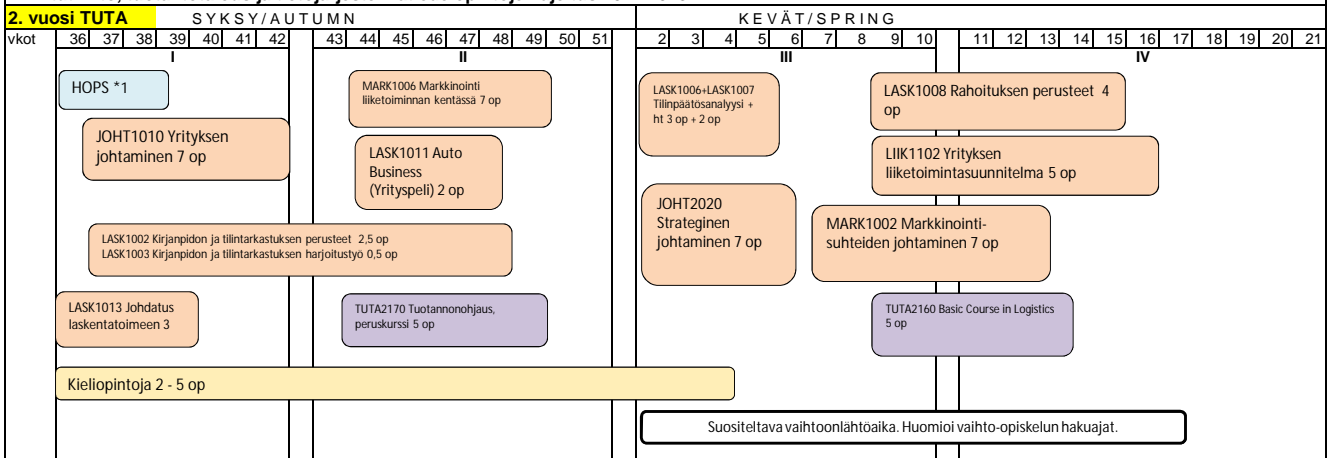 2. vuosi TUTA SYKSY/AUTUMN KEVÄT/SPRING
vkot 36 37 38 39 40 41 42 43 44 45 46 47 48 49 50 51 2 3 4 5 6 7 8 9 10 11 12 13 14 15 16 17 18 19 20 21
I II III IV
HOPS *1
MARK1006 Markkinointi
liiketoiminnan kentässä 7 op
LASK1006+LASK1007
Tilinpäätösanalyysi +
ht 3 op + 2 op
LASK1008 Rahoituksen perusteet 4
op
JOHT1010 Yrityksen
johtaminen 7 op
LASK1011 Auto
Business
(Yrityspeli) 2 op
LIIK1102 Yrityksen
liiketoimintasuunnitelma 5 op
JOHT2020
Strateginen
johtaminen 7 op
MARK1002 Markkinointi-
suhteiden johtaminen 7 op
LASK1002 Kirjanpidon ja tilintarkastuksen perusteet 2,5 op
LASK1003 Kirjanpidon ja tilintarkastuksen harjoitustyö 0,5 op
LASK1013 Johdatus
laskentatoimeen 3
TUTA2170 Tuotannonohjaus,
peruskurssi 5 op
TUTA2160 Basic Course in Logistics
5 op
Kieliopintoja 2 - 5 op
Suositeltava vaihtoonlähtöaika. Huomioi vaihto-opiskelun hakuajat.